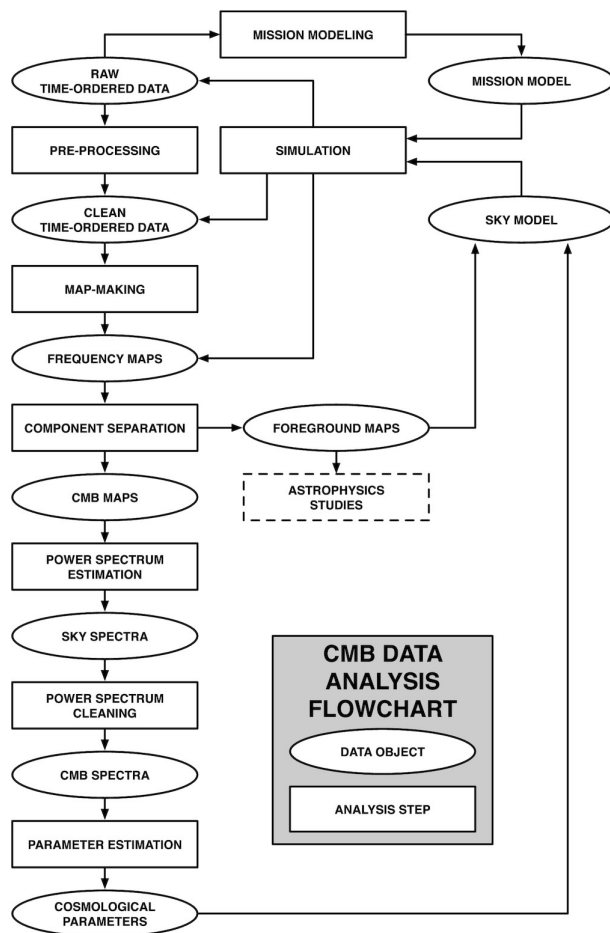 MISSION MODELING
RAW
TIME-ORDERED DATA
MISSION MODEL
PRE-PROCESSING
SIMULATION
CLEAN
TIME-ORDERED DATA
SKY MODEL
MAP-MAKING
FREQUENCY MAPS
COMPONENT SEPARATION
FOREGROUND MAPS
CMB MAPS
ASTROPHYSICS
STUDIES
POWER SPECTRUM
ESTIMATION
SKY SPECTRA
POWER SPECTRUM
CLEANING
CMB SPECTRA
PARAMETER ESTIMATION
COSMOLOGICAL
PARAMETERS
CMB DATA
ANALYSIS
FLOWCHART
DATA OBJECT
ANALYSIS STEP